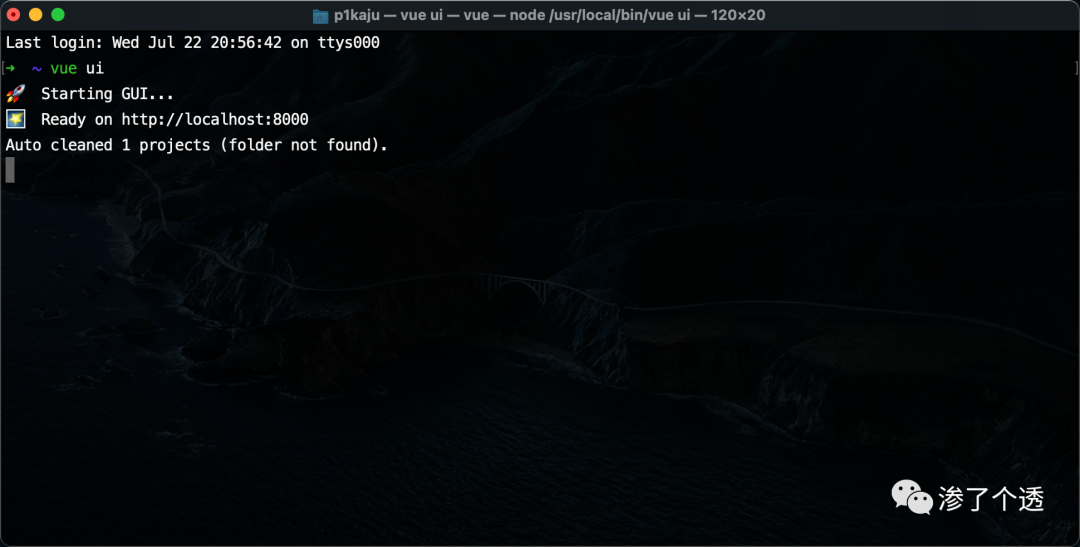 p1kaju — vue ui — vue — node /usr/local/bin/vue ui — 120×20
Last login: Wed Jul 22 20:56:42 on ttys000
[➜  ~ vue ui ]
🚀  Starting GUI...
🌠  Ready on http://localhost:8000
Auto cleaned 1 projects (folder not found).
渗了个透